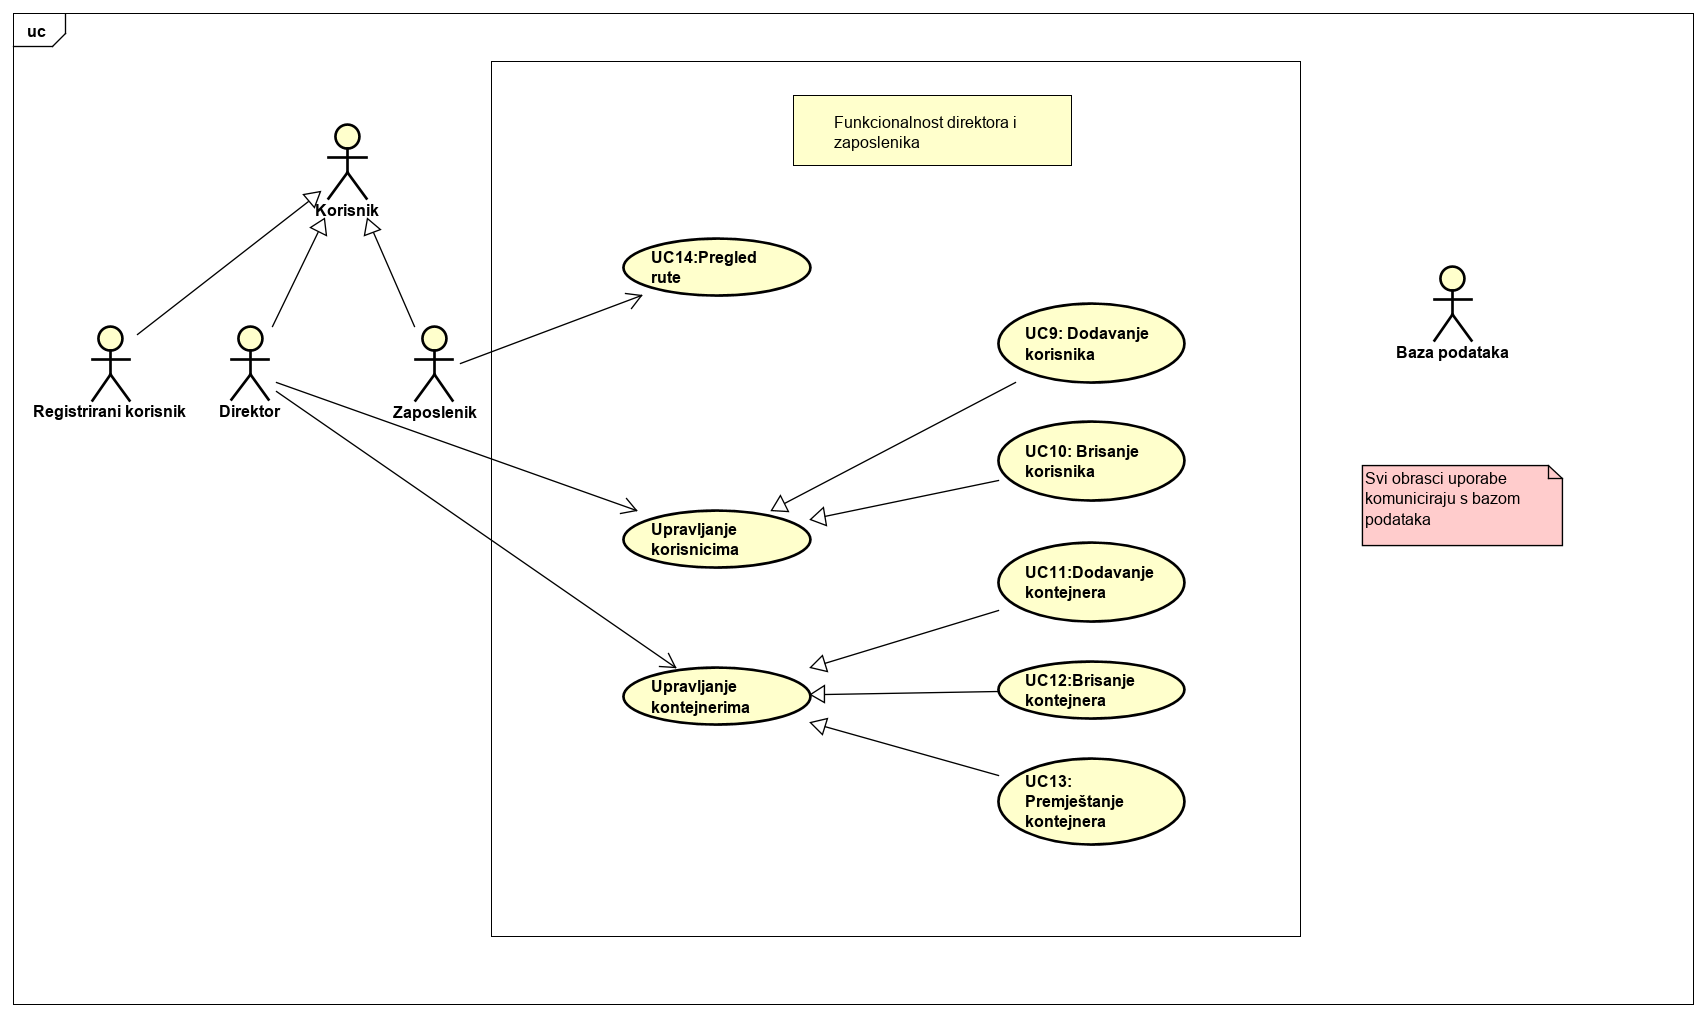 uc
Funkcionalnost direktora i
zaposlenika
Korisnik
Registrirani korisnik
Direktor
Zaposlenik
UC14:Pregled
rute
UC9: Dodavanje
korisnika
UC10: Brisanje
korisnika
Upravljanje
korisnicima
UC11:Dodavanje
kontejnera
UC12:Brisanje
kontejnera
Upravljanje
kontejnerima
UC13:
Premještanje
kontejnera
Baza podataka
Svi obrasci uporabe
komuniciraju s bazom
podataka